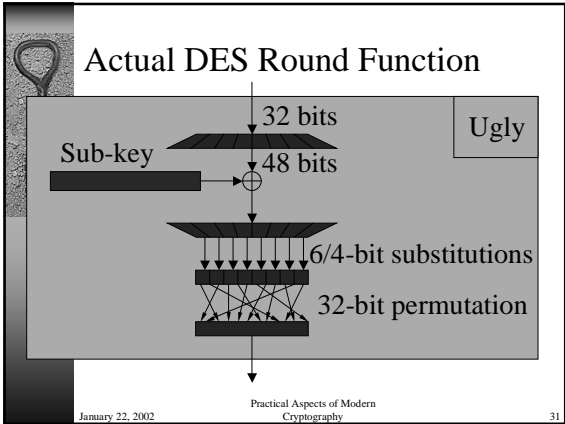 Actual DES Round Function
32 bits
Ugly
Sub-key
48 bits
6/4-bit substitutions
32-bit permutation
January 22, 2002
Practical Aspects of Modern
Cryptography
31